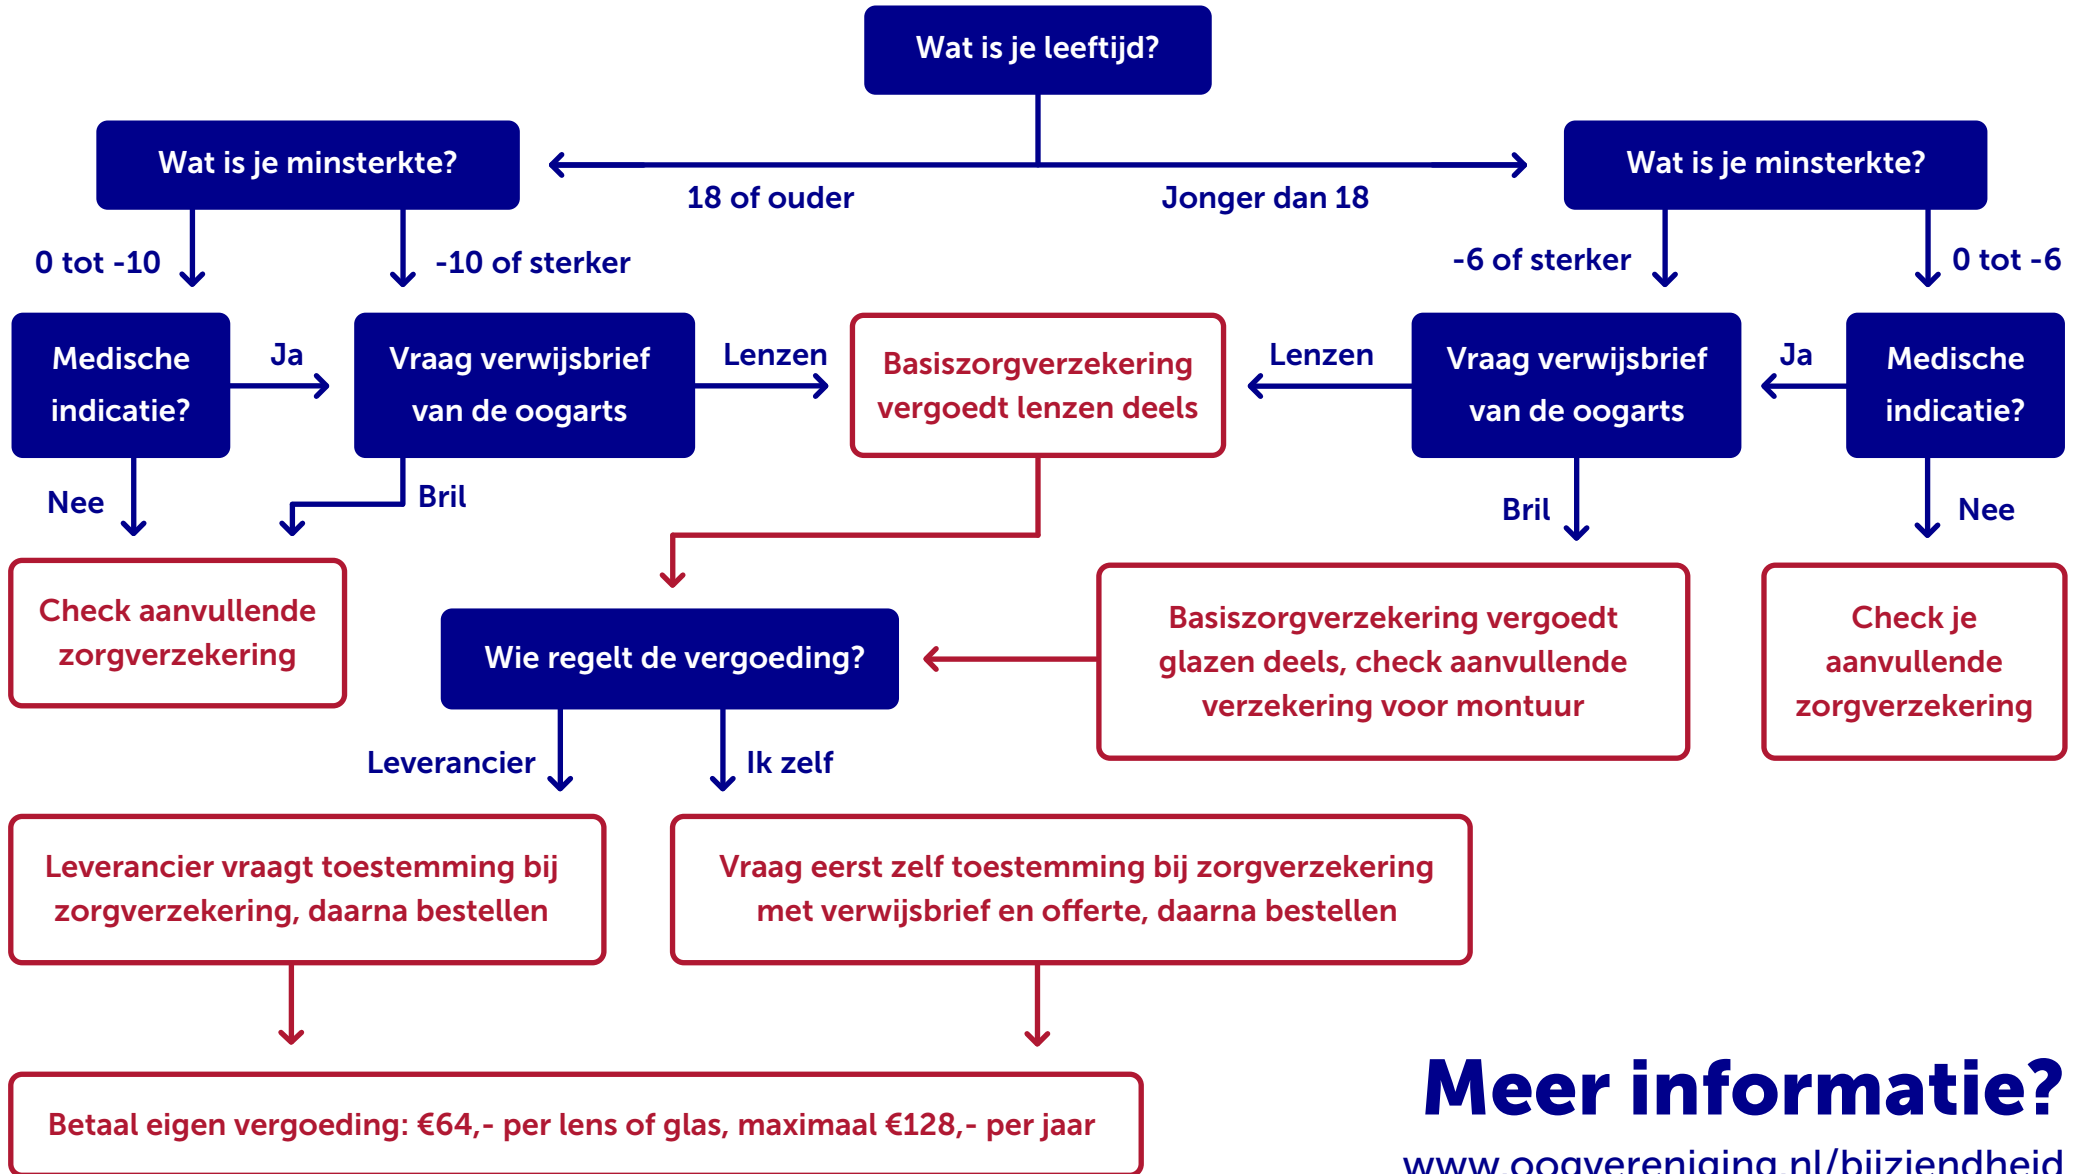 Wat is je leeftijd?
Wat is je minsterkte?
18 of ouder
Jonger dan 18
Wat is je minsterkte?
0 tot -10
-10 of sterker
-6 of sterker
0 tot -6
Medische
indicatie?
Ja
Vraag verwijsbrief
van de oogarts
Lenzen
Basiszorgverzekering
vergoedt lenzen deels
Lenzen
Vraag verwijsbrief
van de oogarts
Ja
Medische
indicatie?
Nee
Bril
Bril
Nee
Check aanvullende
zorgverzekering
Wie regelt de vergoeding?
Basiszorgverzekering vergoedt
glazen deels, check aanvullende
verzekering voor montuur
Check je
aanvullende
zorgverzekering
Leverancier
Ik zelf
Leverancier vraagt toestemming bij
zorgverzekering, daarna bestellen
Vraag eerst zelf toestemming bij zorgverzekering
met verwijsbrief en offerte, daarna bestellen
Betaal eigen vergoeding: €64,- per lens of glas, maximaal €128,- per jaar
Meer informatie?
www.oogvereniging.nl/bijziendheid